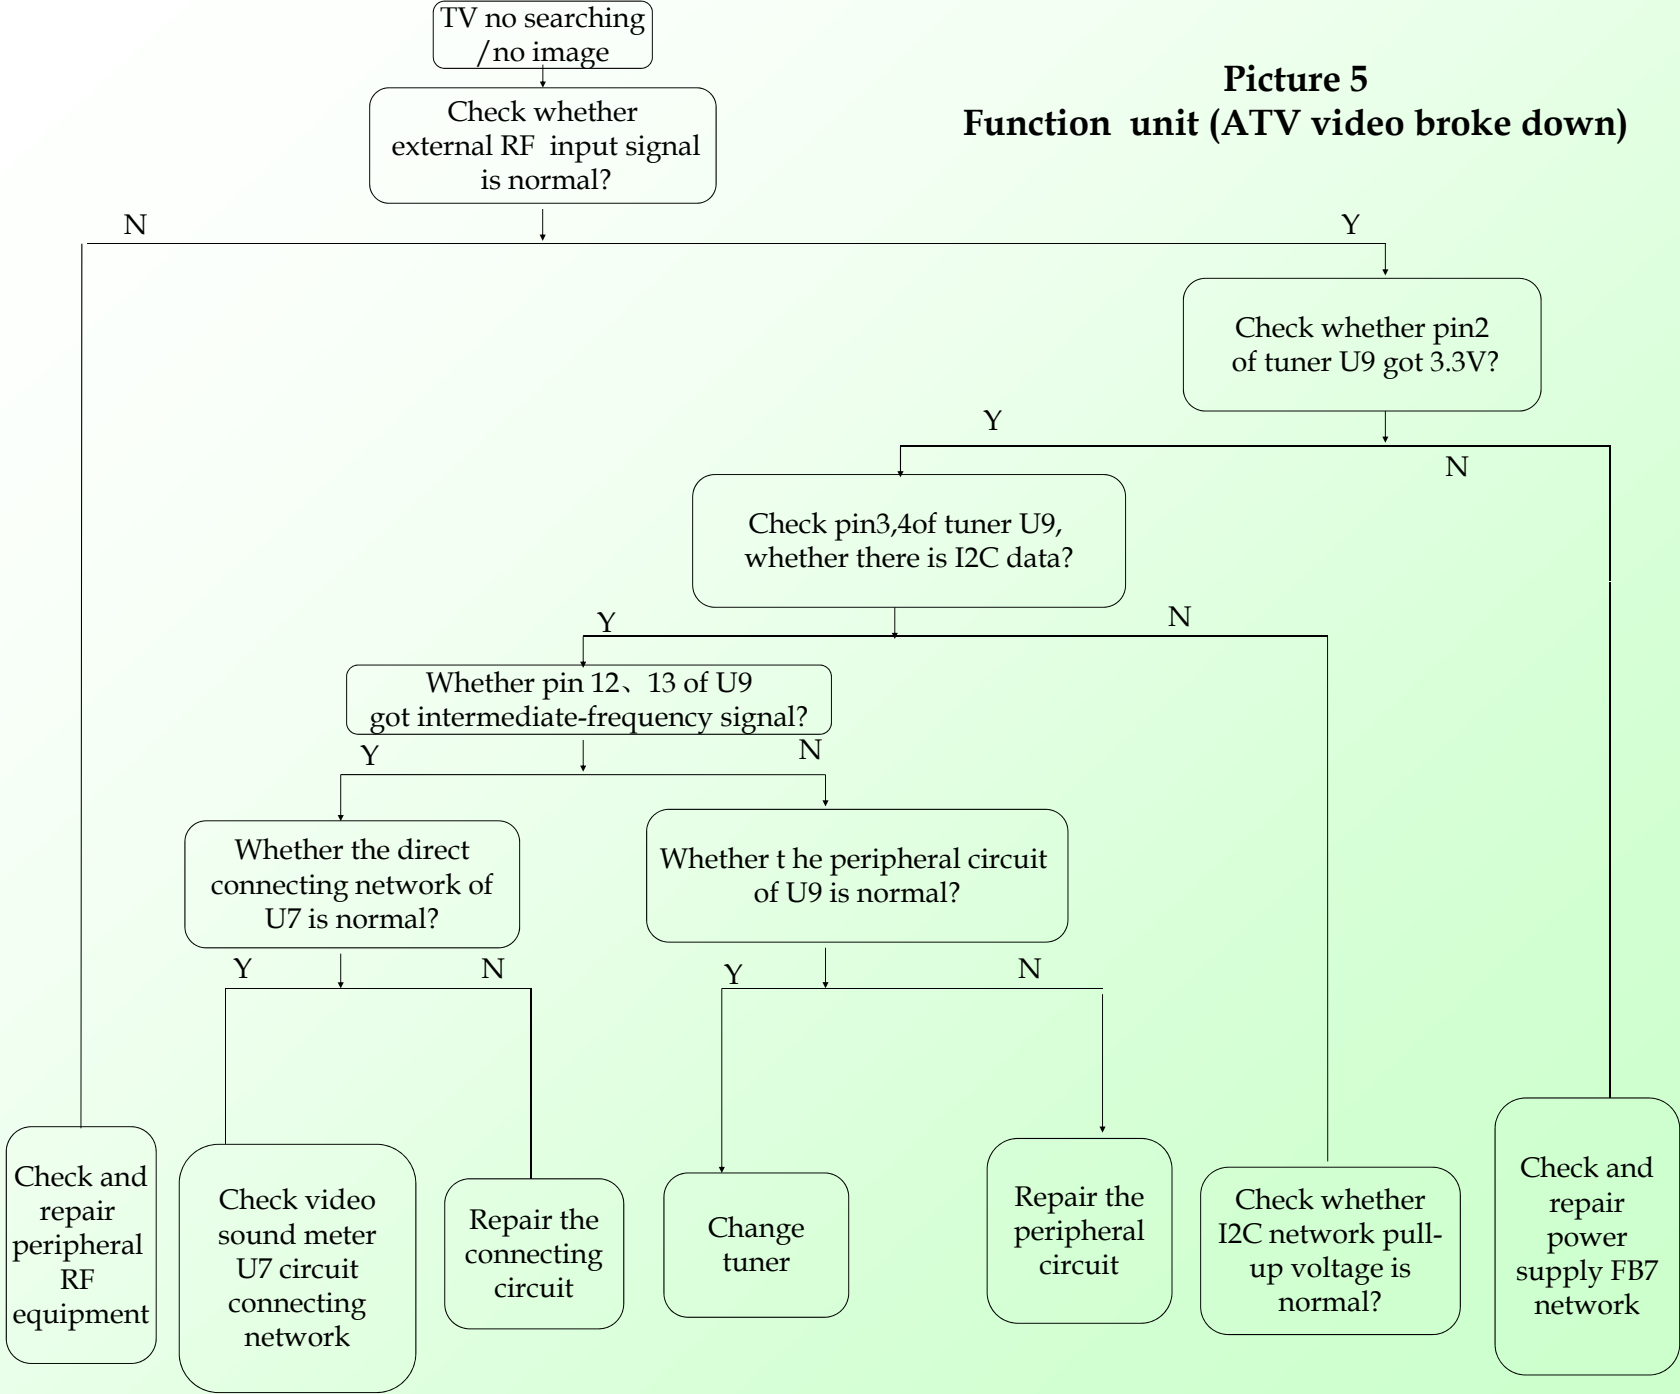 TV no searching
/no image
Picture 5
Function unit (ATV video broke down)
Check whether
external RF input signal
is normal?
N
Y
Check whether pin2
of tuner U9 got 3.3V?
Y
N
Check pin3,4of tuner U9,
whether there is I2C data?
Y
N
Whether pin 12、13 of U9
got intermediate-frequency signal?
Y
N
Whether the direct
connecting network of
U7 is normal?
Whether t he peripheral circuit
of U9 is normal?
Y
N
Y
N
Check and
repair
peripheral
RF
equipment
Check video
sound meter
U7 circuit
connecting
network
Repair the
connecting
circuit
Change
tuner
Repair the
peripheral
circuit
Check whether
I2C network pull-
up voltage is
normal?
Check and
repair
power
supply FB7
network